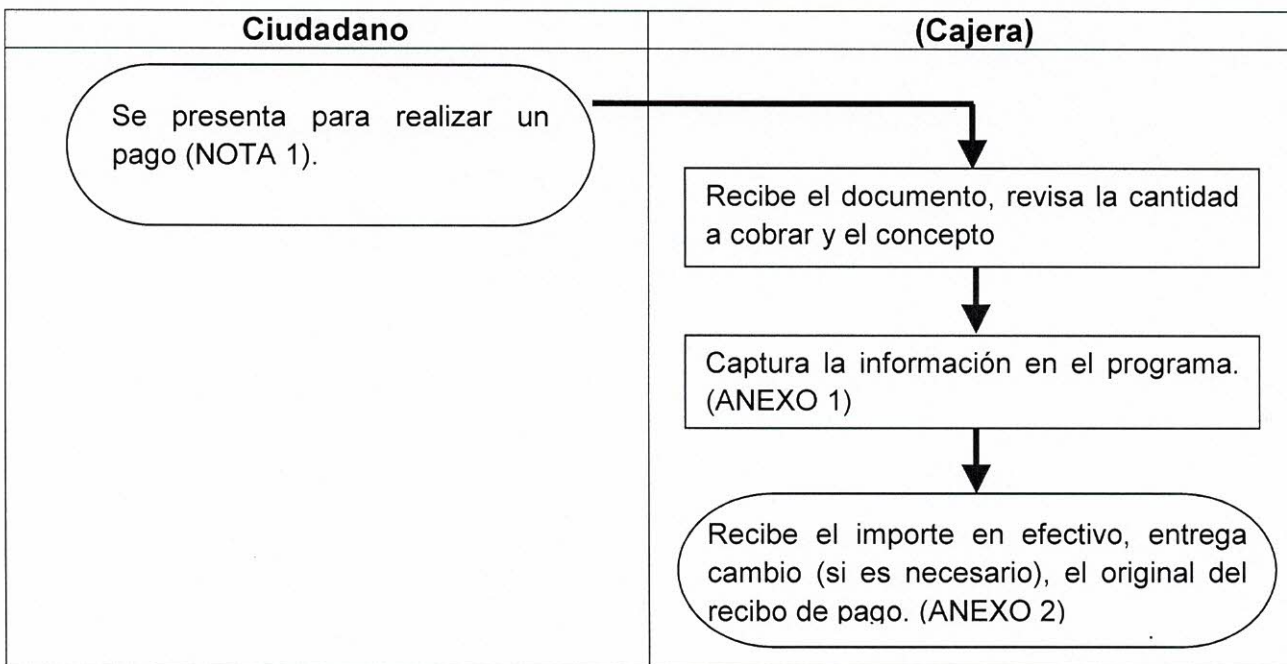 Ciudadano
(Cajera)
Se presenta para realizar un
pago (NOTA 1).
Recibe el documento, revisa la cantidad
a cobrar y el concepto
Captura la información en el programa.
(ANEXO 1)
Recibe el importe en efectivo, entrega
cambio (si es necesario), el original del
recibo de pago. (ANEXO 2)